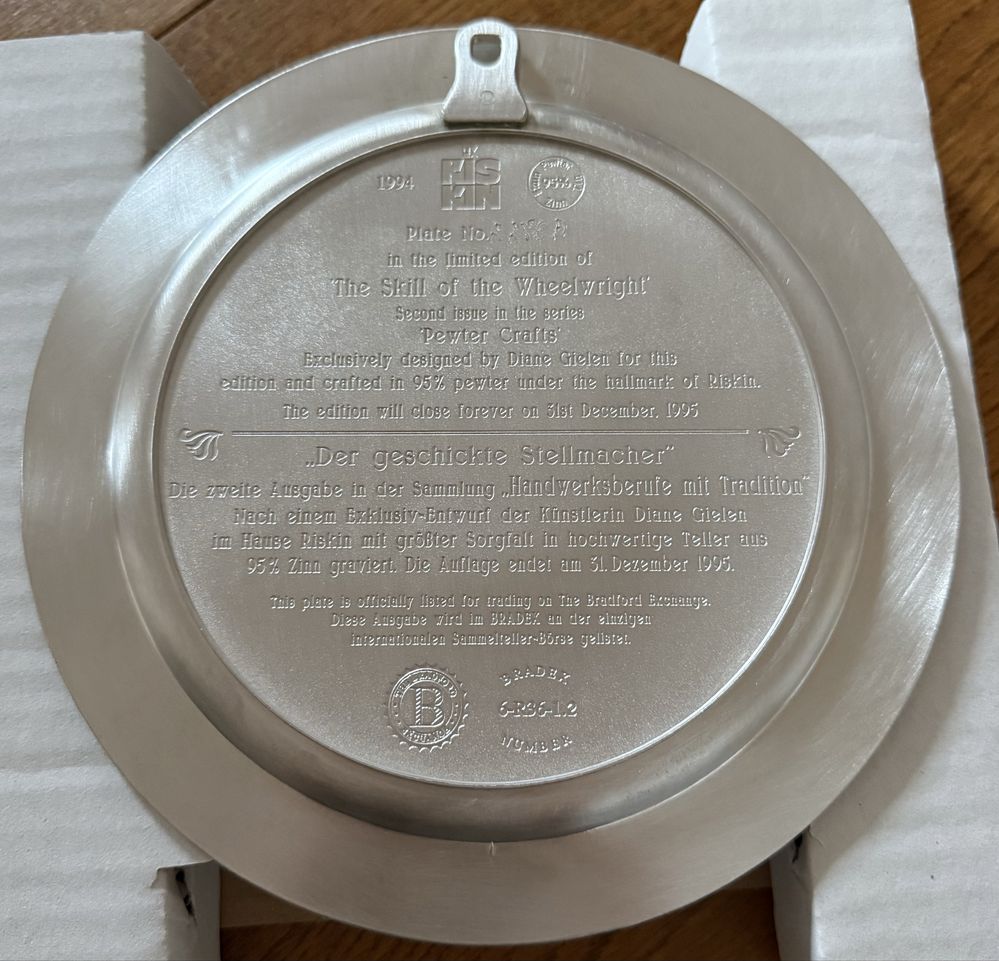 1994 RISKIN 95% Zinn
Plate No.
in the limited edition of
'The Skill of the Wheelwright'
Second issue in the series
'Pewter Crafts'
Exclusively designed by Diane Gielen for this
edition and crafted in 95% pewter under the hallmark of Riskin.
The edition will close forever on 31st December, 1995
„Der geschickte Stellmacher“
Die zweite Ausgabe in der Sammlung „Handwerksberufe mit Tradition“
Nach einem Exklusiv-Entwurf der Künstlerin Diane Gielen
im Hause Riskin mit größter Sorgfalt in hochwertige Teller aus
95% Zinn graviert. Die Auflage endet am 31. Dezember 1995.
This plate is officially listed for trading on The Bradford Exchange.
Diese Ausgabe wird im BRADEX an der einzigen
internationalen Sammelteller-Börse gelistet.
THE BRADFORD
B
EXCHANGE
BRADEX
6-RS6-1.2
NUMBER